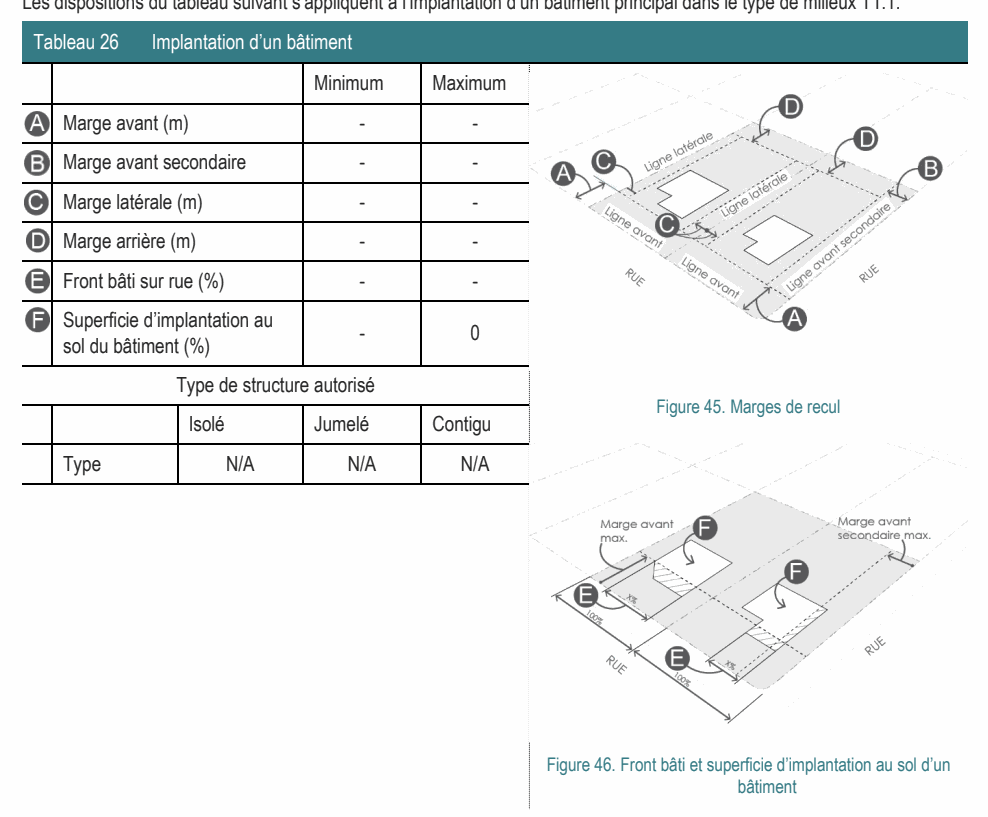 Les dispositions du tableau suivant s'appliquent à l'implantation d'un bâtiment principal dans le type de milieux T1.1.
Tableau 26 Implantation d'un bâtiment
Minimum Maximum
A Marge avant (m) - -
B Marge avant secondaire - -
C Marge latérale (m) - -
D Marge arrière (m) - -
E Front bâti sur rue (%) - -
F Superficie d'implantation au
sol du bâtiment (%) - 0
Type de structure autorisé
Isolé Jumelé Contigu
Type N/A N/A N/A
D
Ligne latérale
D
C
A
B
Ligne latérale
Ligne avant
C
Ligne avant secondaire
Ligne avant
RUE
RUE
A
Figure 45. Marges de recul
Marge avant
max.
F
Marge avant
secondaire max.
F
E
X%
100%
RUE
E
X%
100%
RUE
Figure 46. Front bâti et superficie d'implantation au sol d'un
bâtiment